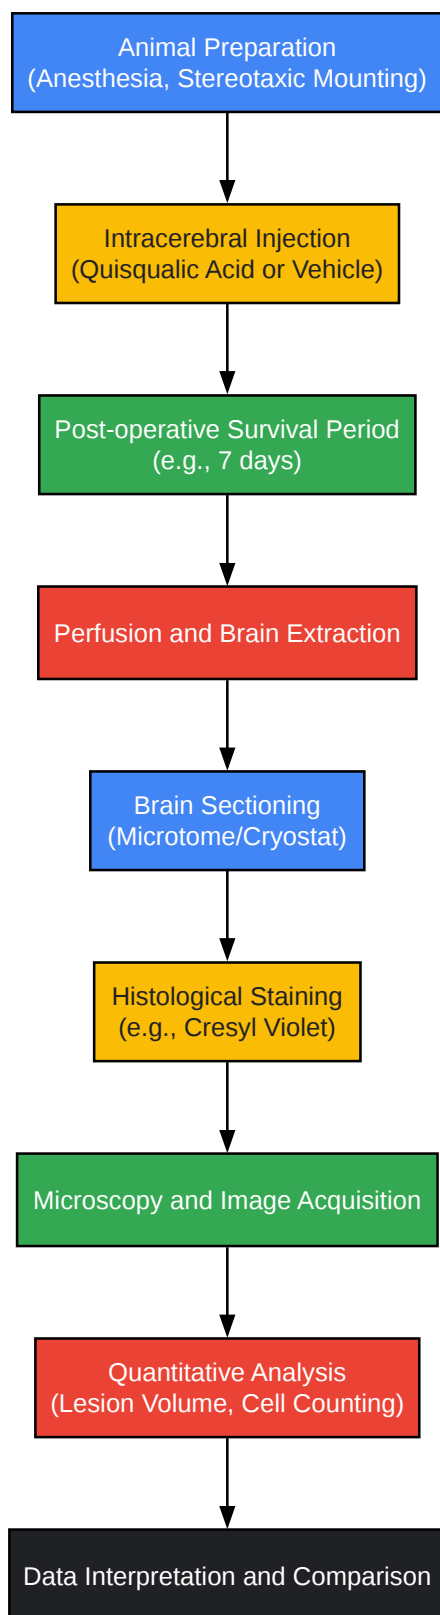 Animal Preparation
(Anesthesia, Stereotaxic Mounting)
Intracerebral Injection
(Quisqualic Acid or Vehicle)
Post-operative Survival Period
(e.g., 7 days)
Perfusion and Brain Extraction
Brain Sectioning
(Microtome/Cryostat)
Histological Staining
(e.g., Cresyl Violet)
Microscopy and Image Acquisition
Quantitative Analysis
(Lesion Volume, Cell Counting)
Data Interpretation and Comparison